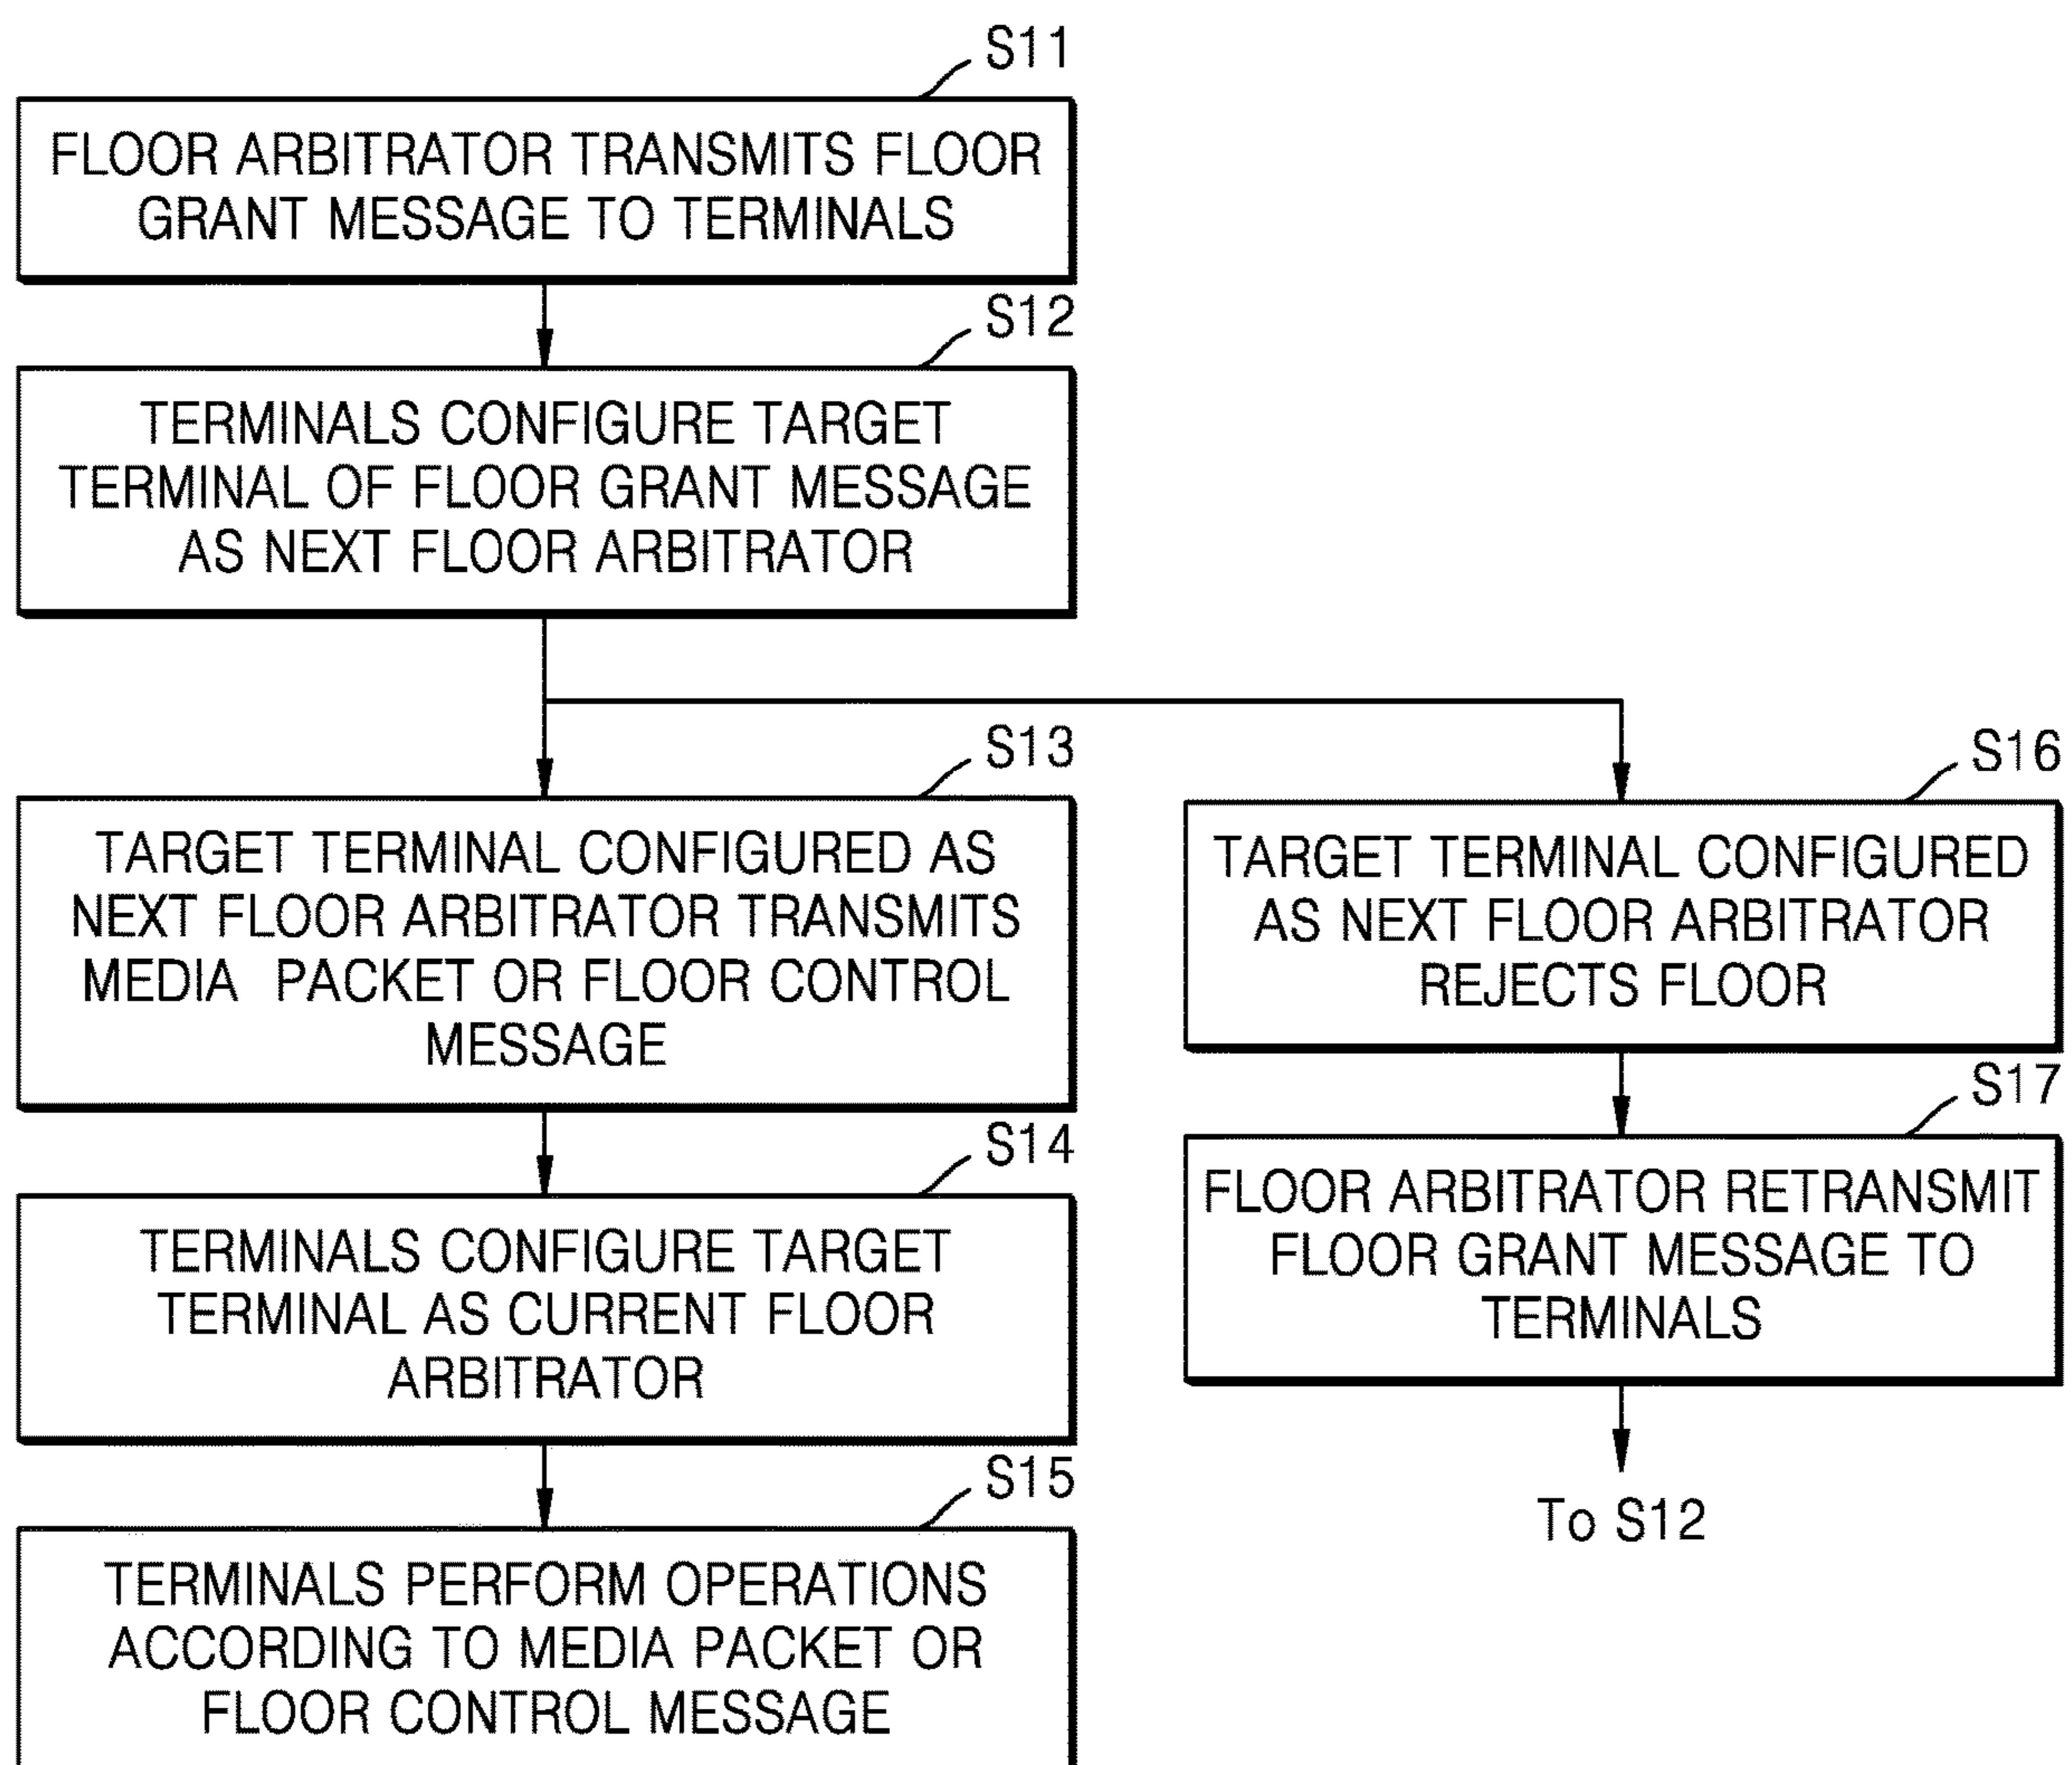 S11
FLOOR ARBITRATOR TRANSMITS FLOOR
GRANT MESSAGE TO TERMINALS
S12
TERMINALS CONFIGURE TARGET
TERMINAL OF FLOOR GRANT MESSAGE
AS NEXT FLOOR ARBITRATOR
S13
TARGET TERMINAL CONFIGURED AS
NEXT FLOOR ARBITRATOR TRANSMITS
MEDIA PACKET OR FLOOR CONTROL
MESSAGE
S14
TERMINALS CONFIGURE TARGET
TERMINAL AS CURRENT FLOOR
ARBITRATOR
S15
TERMINALS PERFORM OPERATIONS
ACCORDING TO MEDIA PACKET OR
FLOOR CONTROL MESSAGE
S16
TARGET TERMINAL CONFIGURED
AS NEXT FLOOR ARBITRATOR
REJECTS FLOOR
S17
FLOOR ARBITRATOR RETRANSMIT
FLOOR GRANT MESSAGE TO
TERMINALS
To S12